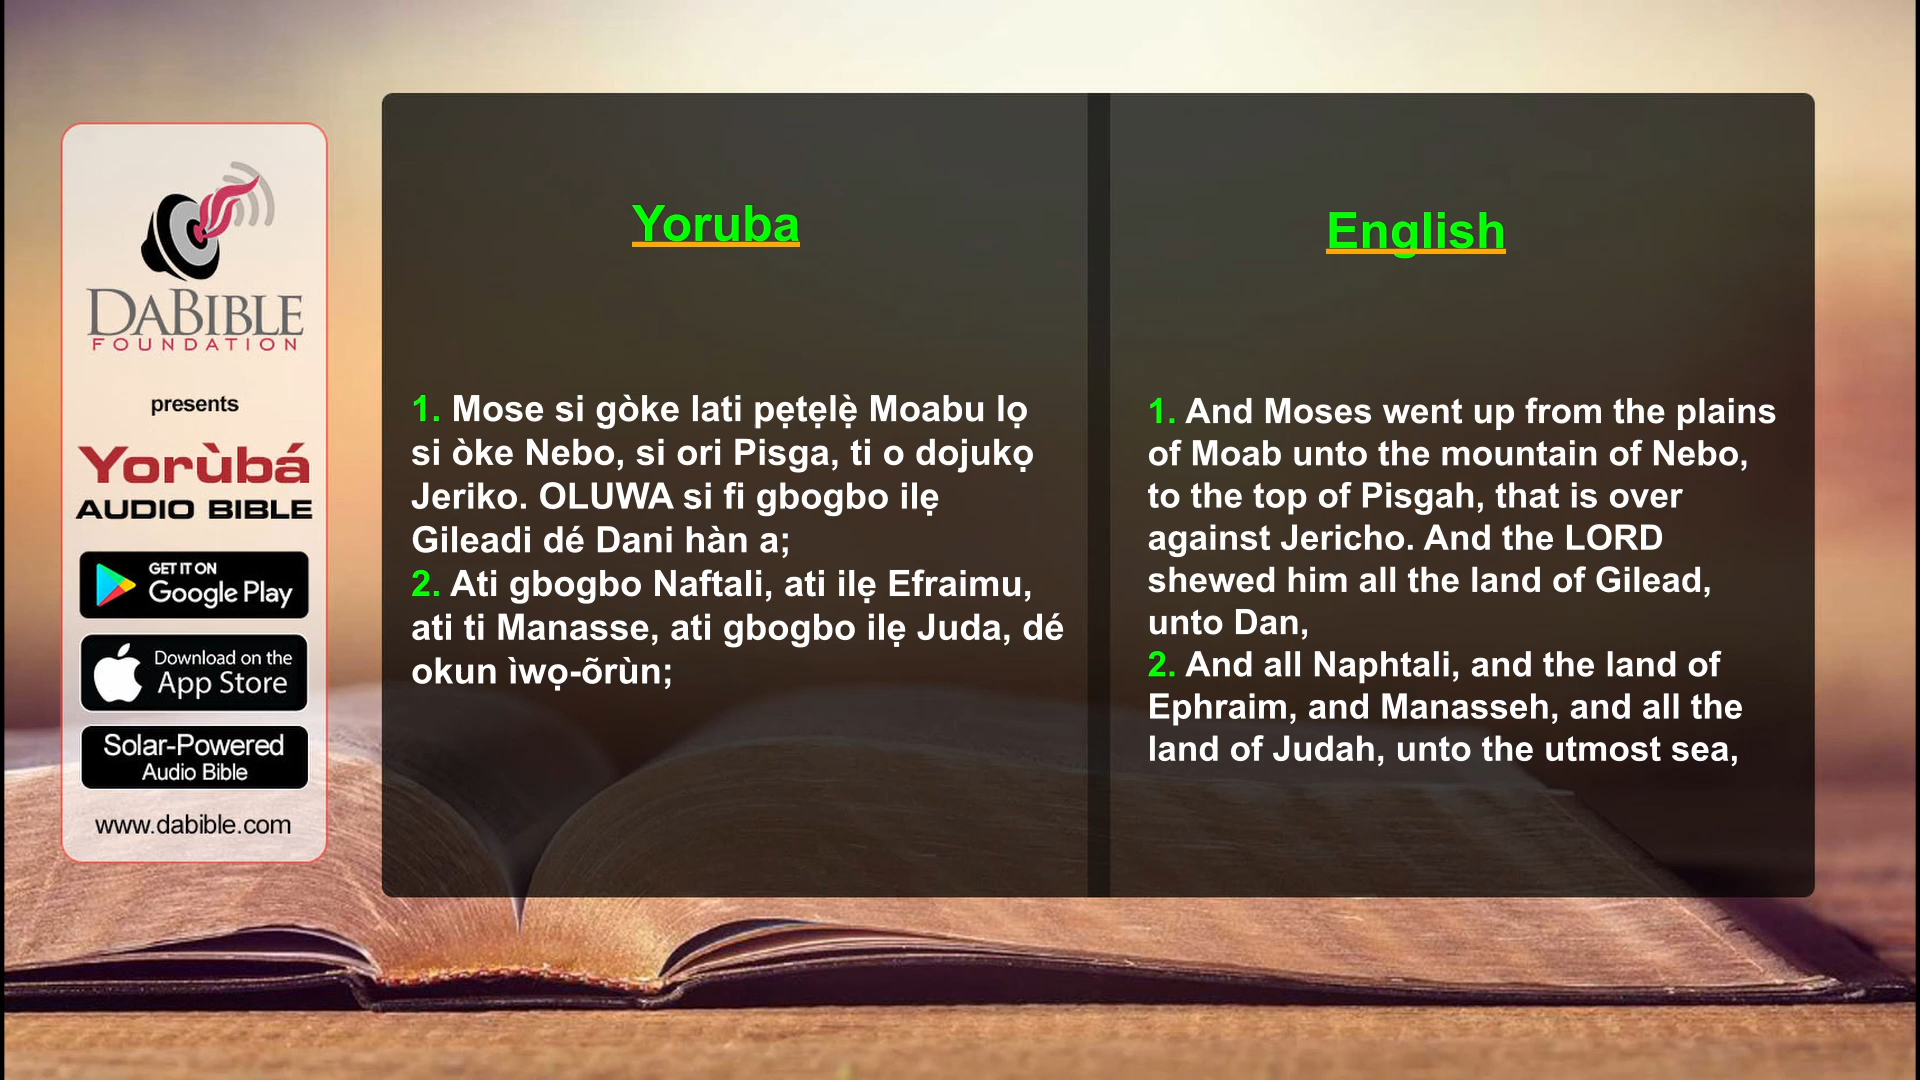 DABIBLE
FOUNDATION
presents
Yorùbá
AUDIO BIBLE
GET IT ON
Google Play
Download on the
App Store
Solar-Powered
Audio Bible
www.dabible.com
Yoruba
1. Mose si gòke lati pẹtẹlẹ̀ Moabu lọ
si òke Nebo, si ori Pisga, ti o dojukọ
Jeriko. OLUWA si fi gbogbo ilẹ
Gileadi dé Dani hàn a;
2. Ati gbogbo Naftali, ati ilẹ Efraimu,
ati ti Manasse, ati gbogbo ilẹ Juda, dé
okun ìwọ-õrùn;
English
1. And Moses went up from the plains
of Moab unto the mountain of Nebo,
to the top of Pisgah, that is over
against Jericho. And the LORD
shewed him all the land of Gilead,
unto Dan,
2. And all Naphtali, and the land of
Ephraim, and Manasseh, and all the
land of Judah, unto the utmost sea,